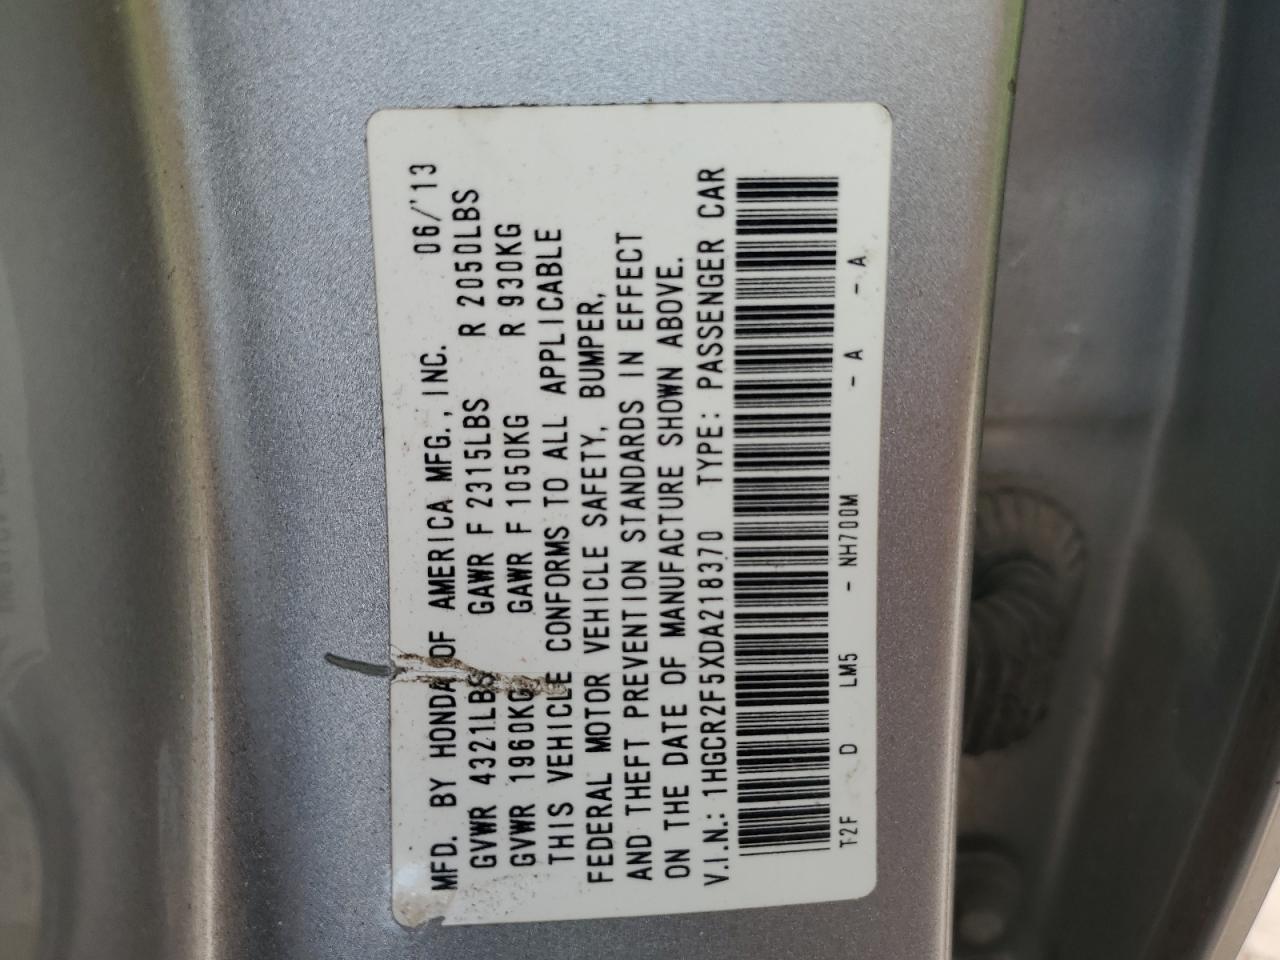 MFD. BY HONDA OF AMERICA MFG., INC. 06/'13
GVWR 4321LBS GAWR F 2315LBS R 2050LBS
GVWR 1960KG GAWR F 1050KG R 930KG
THIS VEHICLE CONFORMS TO ALL APPLICABLE
FEDERAL MOTOR VEHICLE SAFETY, BUMPER,
AND THEFT PREVENTION STANDARDS IN EFFECT
ON THE DATE OF MANUFACTURE SHOWN ABOVE.
V.I.N.: 1HGCR2F5XDA218370 TYPE: PASSENGER CAR
T2F D LM5 - NH700M - A - A